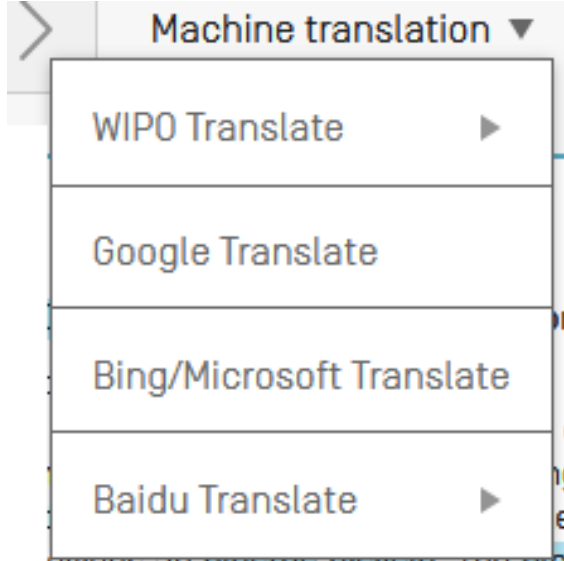 Machine translation ▼
WIPO Translate
Google Translate
Bing/Microsoft Translate
Baidu Translate